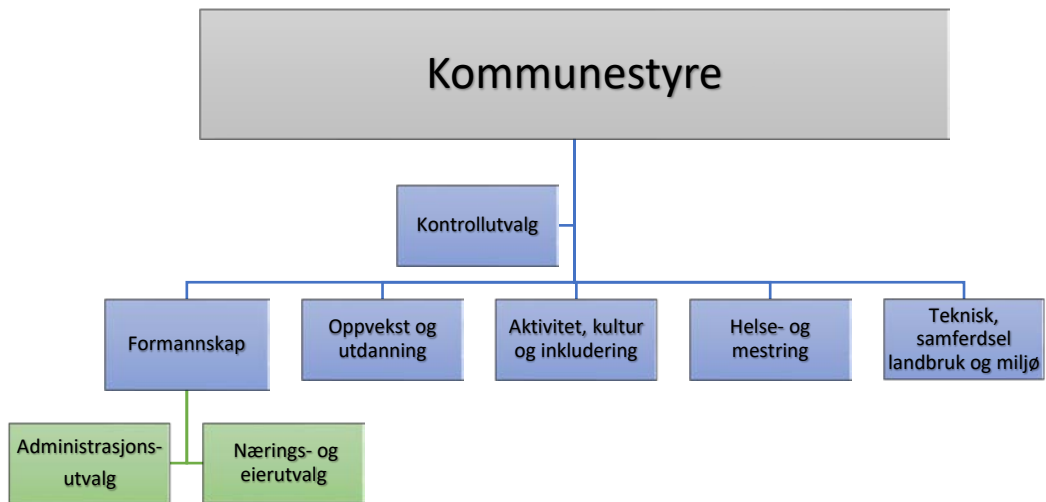 Kommunestyre
Kontrollutvalg
Formannskap
Oppvekst og
utdanning
Aktivitet, kultur
og inkludering
Helse- og
mestring
Teknisk,
samferdsel
landbruk og miljø
Administrasjons-
utvalg
Nærings- og
eierutvalg